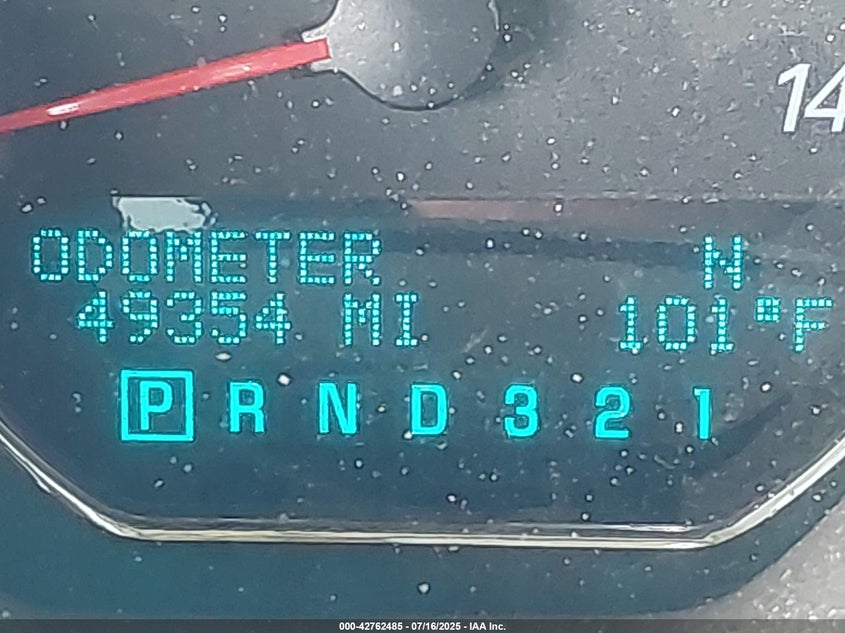 14
ODOMETER N
49354 MI 101°F
P R N D 3 2 1
000-42762485 - 07/16/2025 - IAA Inc.